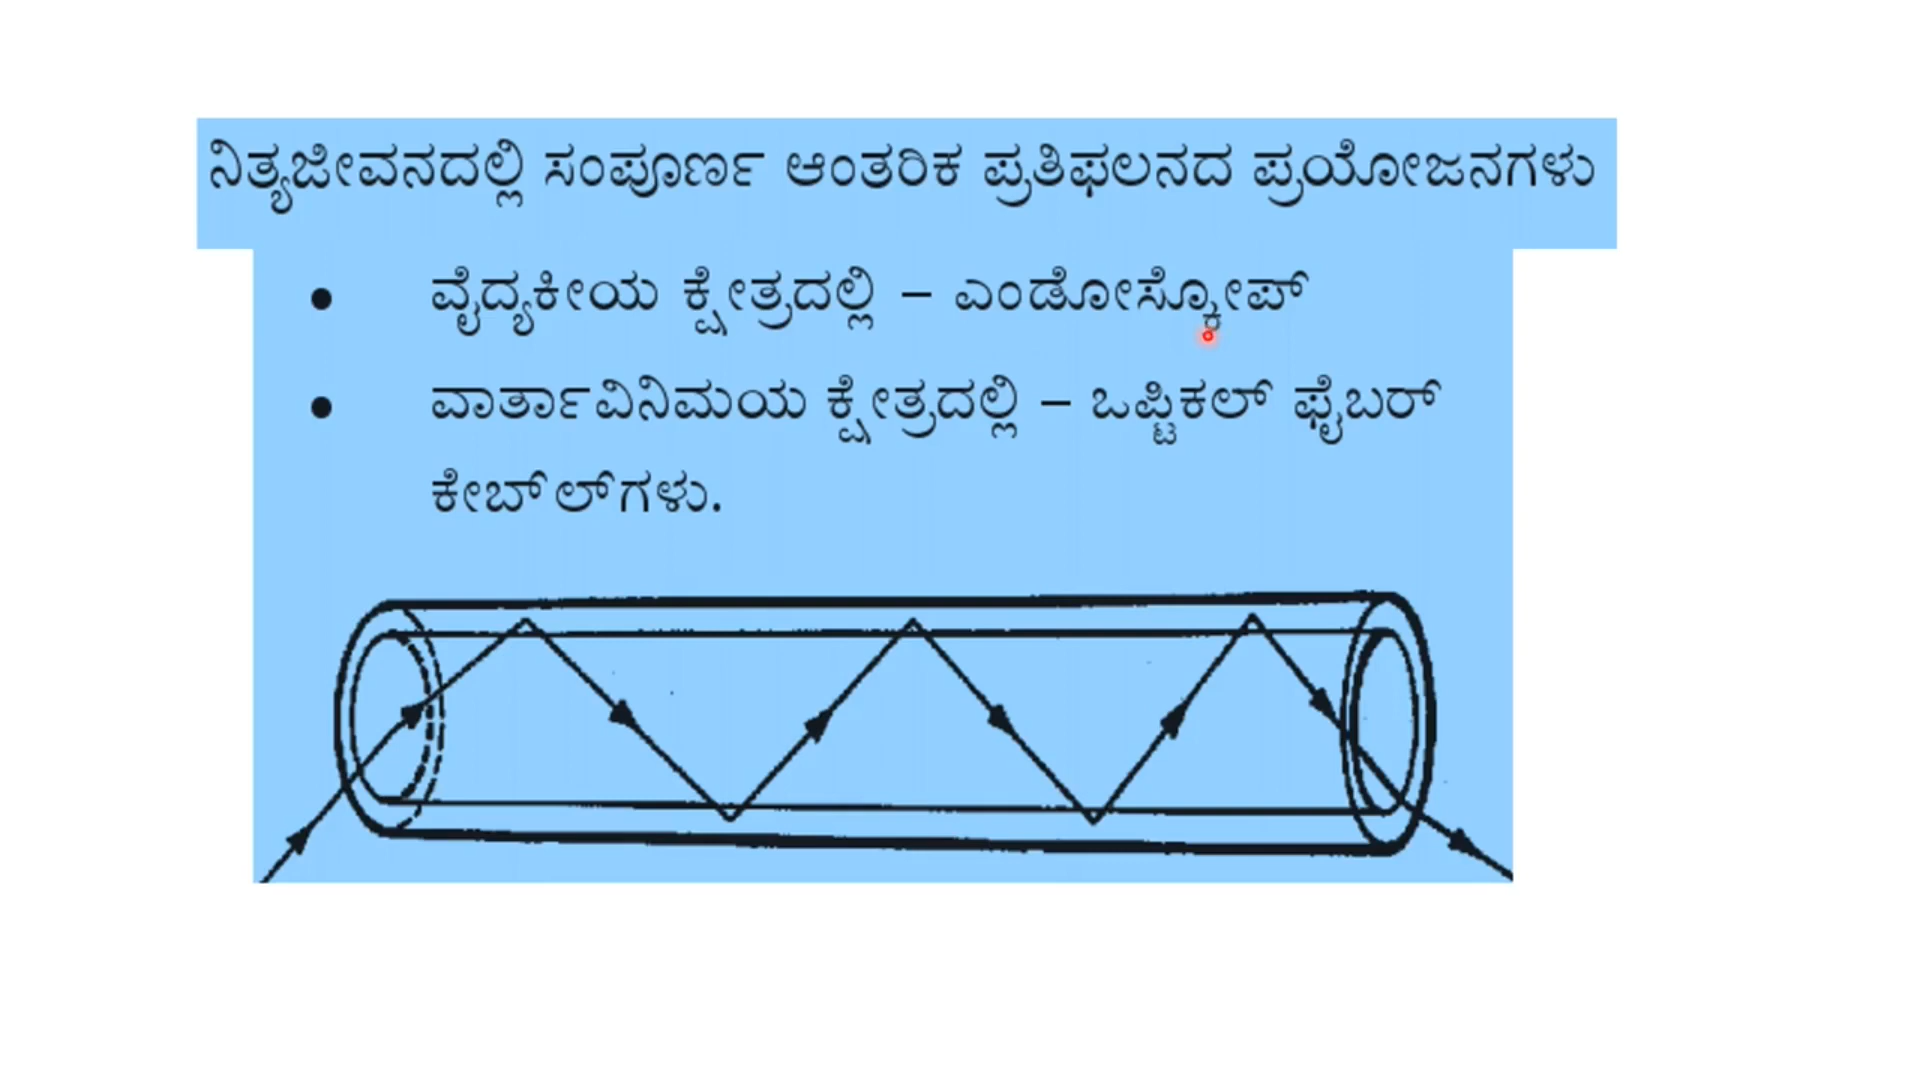 ನಿತ್ಯಜೀವನದಲ್ಲಿ ಸಂಪೂರ್ಣ ಆಂತರಿಕ ಪ್ರತಿಫಲನದ ಪ್ರಯೋಜನಗಳು
• ವೈದ್ಯಕೀಯ ಕ್ಷೇತ್ರದಲ್ಲಿ – ಎಂಡೋಸ್ಕೋಪ್
• ವಾರ್ತಾವಿನಿಮಯ ಕ್ಷೇತ್ರದಲ್ಲಿ – ಒಪ್ಟಿಕಲ್ ಫೈಬರ್
ಕೇಬ್‌ಲ್‌ಗಳು.